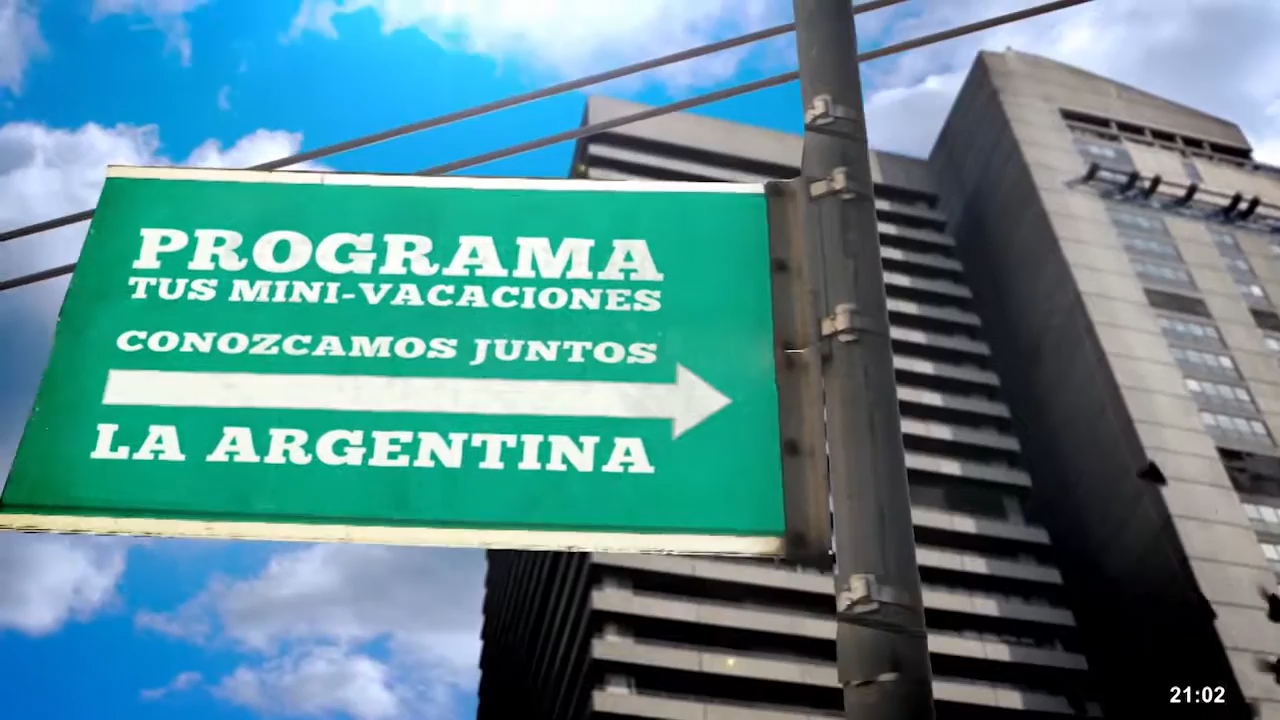 PROGRAMA
TUS MINI-VACACIONES
CONOZCAMOS JUNTOS
LA ARGENTINA
21:02